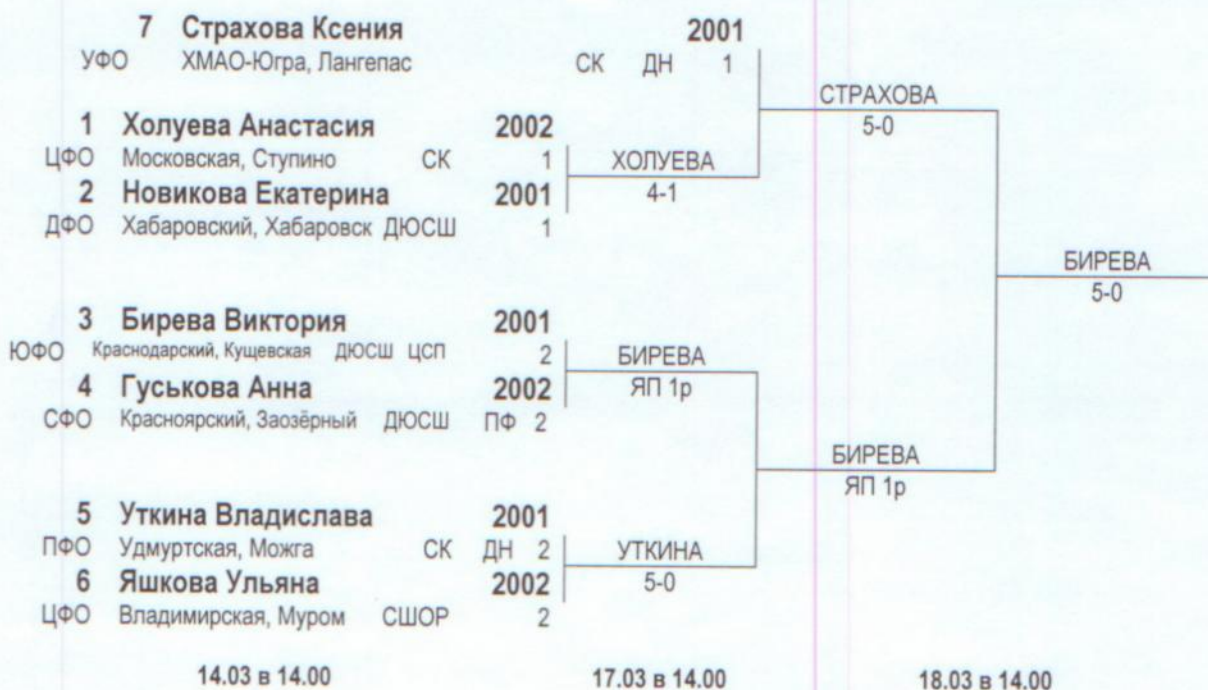 7 Страхова Ксения 2001
УФО ХМАО-Югра, Лангепас СК ДН 1
СТРАХОВА
5-0
1 Холуева Анастасия 2002
ЦФО Московская, Ступино СК 1
ХОЛУЕВА
4-1
2 Новикова Екатерина 2001
ДФО Хабаровский, Хабаровск ДЮСШ 1
БИРЕВА
5-0
3 Бирева Виктория 2001
ЮФО Краснодарский, Кущевская ДЮСШ ЦСП 2
БИРЕВА
ЯП 1р
4 Гуськова Анна 2002
СФО Красноярский, Заозёрный ДЮСШ ПФ 2
БИРЕВА
ЯП 1р
5 Уткина Владислава 2001
ПФО Удмуртская, Можга СК ДН 2
УТКИНА
5-0
6 Яшкова Ульяна 2002
ЦФО Владимирская, Муром СШОР 2
14.03 в 14.00 17.03 в 14.00 18.03 в 14.00